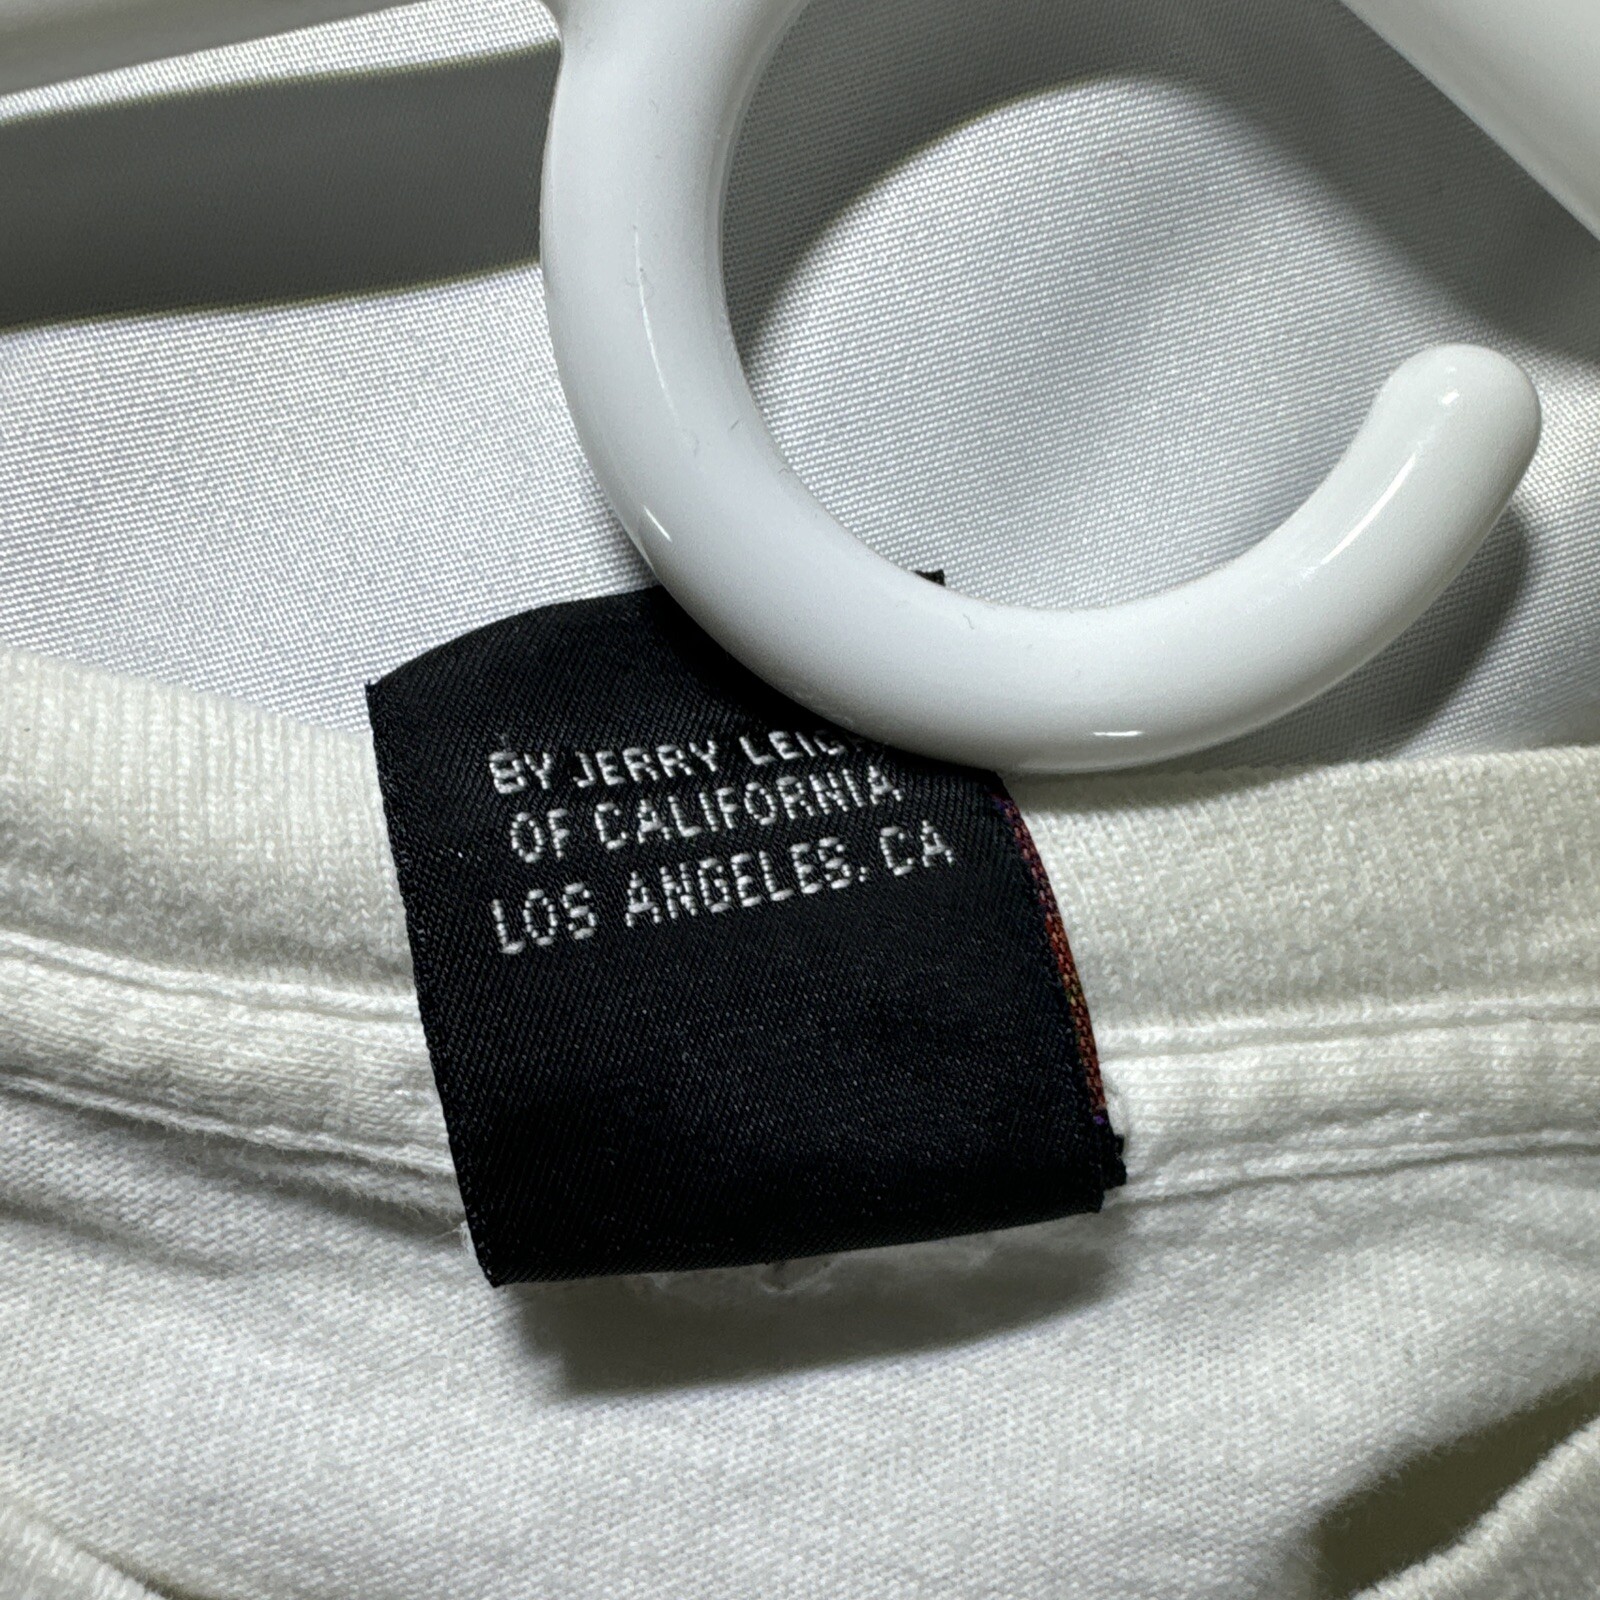 BY JERRY
OF CALIFORNIA
LOS ANGELES, CA